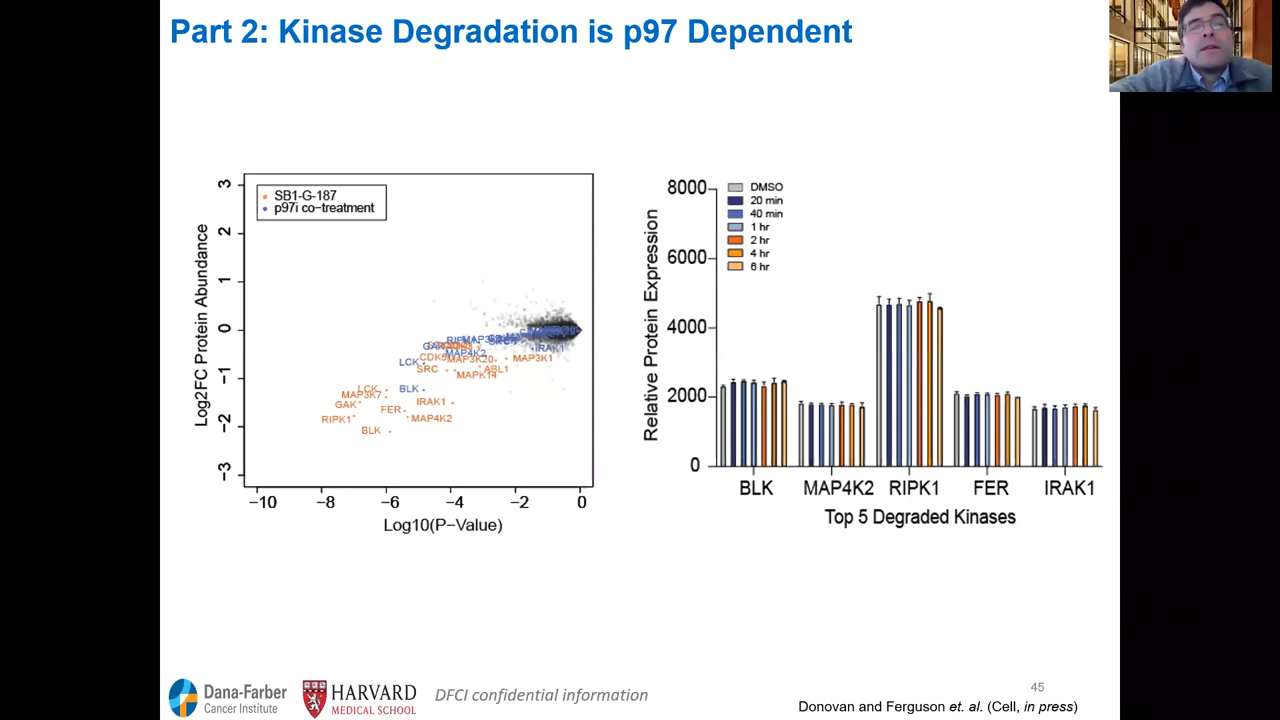 Part 2: Kinase Degradation is p97 Dependent
Log2FC Protein Abundance
3
2
1
0
−1
−2
−3
SB1-G-187
p97i co−treatment
LCK
BLK
MAP4K2
IRAK1
CDK5
MAP3K20
MAP3K1
SRC
ABL1
MAPK14
LCK
MAP3K7
GAK
IRAK1
FER
RIPK1
MAP4K2
BLK
−10
−8
−6
−4
−2
0
Log10(P−Value)
Relative Protein Expression
8000
6000
4000
2000
0
DMSO
20 min
40 min
1 hr
2 hr
4 hr
6 hr
BLK
MAP4K2
RIPK1
FER
IRAK1
Top 5 Degraded Kinases
Dana-Farber
Cancer Institute
HARVARD
MEDICAL SCHOOL
DFCI confidential information
45
Donovan and Ferguson et. al. (Cell, in press)